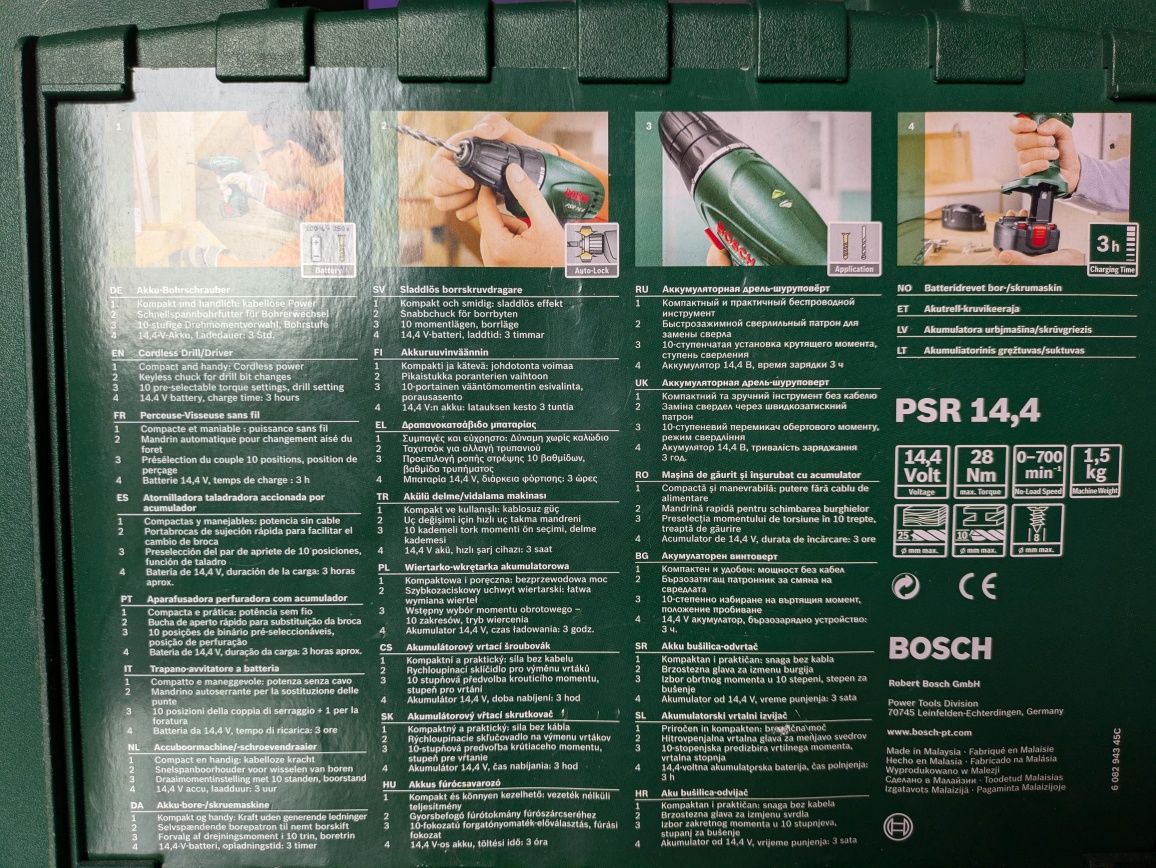 1
2
3
4
100% = 250x
Battery
BOSCH
PSR 14,4
Auto-Lock
BOSCH
Application
3 h
Charging Time
DE Akku-Bohrschrauber
1 Kompakt und handlich: kabellose Power
2 Schnellspannbohrfutter für Bohrerwechsel
3 10-stufige Drehmomentvorwahl, Bohrstufe
4 14,4-V-Akku, Ladedauer: 3 Std.
EN Cordless Drill/Driver
1 Compact and handy: Cordless power
2 Keyless chuck for drill bit changes
3 10 pre-selectable torque settings, drill setting
4 14.4 V battery, charge time: 3 hours
FR Perceuse-Visseuse sans fil
1 Compacte et maniable : puissance sans fil
2 Mandrin automatique pour changement aisé du
foret
3 Présélection du couple 10 positions, position de
perçage
4 Batterie 14,4 V, temps de charge : 3 h
ES Atornilladora taladradora accionada por
acumulador
1 Compactas y manejables: potencia sin cable
2 Portabrocas de sujeción rápida para facilitar el
cambio de broca
3 Preselección del par de apriete de 10 posiciones,
función de taladro
4 Batería de 14,4 V, duración de la carga: 3 horas
aprox.
PT Aparafusadora perfuradora com acumulador
1 Compacta e prática: potência sem fio
2 Bucha de aperto rápido para substituição da broca
3 10 posições de binário pré-seleccionáveis,
posição de perfuração
4 Bateria de 14,4 V, duração da carga: 3 horas aprox.
IT Trapano-avvitatore a batteria
1 Compatto e maneggevole: potenza senza cavo
2 Mandrino autoserrante per la sostituzione delle
punte
3 10 posizioni della coppia di serraggio + 1 per la
foratura
4 Batteria da 14,4 V, tempo di ricarica: 3 ore
NL Accuboormachine/-schroevendraaier
1 Compact en handig: kabelloze kracht
2 Snelspanboorhouder voor wisselen van boren
3 Draaimomentinstelling met 10 standen, boorstand
4 14,4 V accu, laadduur: 3 uur
DA Akku-bore-/skruemaskine
1 Kompakt og handy: Kraft uden generende ledninger
2 Selvspændende borepatron til nemt borskift
3 Forvalg af drejningsmoment i 10 trin, boretrin
4 14,4-V-batteri, opladningstid: 3 timer
SV Sladdlös borrskruvdragare
1 Kompakt och smidig: sladdlös effekt
2 Snabbchuck för borrbyten
3 10 momentlägen, borrläge
4 14,4 V-batteri, laddtid: 3 timmar
FI Akkuruuvinväännin
1 Kompakti ja kätevä: johdotonta voimaa
2 Pikaistukka poranterien vaihtoon
3 10-portainen vääntömomentin esivalinta,
porausasento
4 14,4 V:n akku: latauksen kesto 3 tuntia
EL Δραπανοκατσάβιδο μπαταρίας
1 Συμπαγές και εύχρηστο: Δύναμη χωρίς καλώδιο
2 Ταχυτσόκ για αλλαγή τρυπανιού
3 Προεπιλογή ροπής στρέψης 10 βαθμίδων,
βαθμίδα τρυπήματος
4 Μπαταρία 14,4 V, διάρκεια φόρτισης: 3 ώρες
TR Akülü delme/vidalama makinası
1 Kompakt ve kullanışlı: kablosuz güç
2 Uç değişimi için hızlı uç takma mandreni
3 10 kademeli tork momenti ön seçimi, delme
kademesi
4 14,4 V akü, hızlı şarj cihazı: 3 saat
PL Wiertarko-wkrętarka akumulatorowa
1 Kompaktowa i poręczna: bezprzewodowa moc
2 Szybkozaciskowy uchwyt wiertarski: łatwa
wymiana wierteł
3 Wstępny wybór momentu obrotowego –
10 zakresów, tryb wiercenia
4 Akumulator 14,4 V, czas ładowania: 3 godz.
CS Akumulátorový vrtací šroubovák
1 Kompaktní a praktický: síla bez kabelu
2 Rychloupínací sklíčidlo pro výměnu vrtáků
3 10 stupňová předvolba krouticího momentu,
stupeň pro vrtání
4 Akumulátor 14,4 V, doba nabíjení: 3 hod
SK Akumulátorový vŕtací skrutkovač
1 Kompaktný a praktický: sila bez kábla
2 Rýchloupínacie skľučovadlo na výmenu vrtákov
3 10-stupňová predvoľba krútiaceho momentu,
stupeň pre vŕtanie
4 Akumulátor 14,4 V, čas nabíjania: 3 hod
HU Akkus fúrócsavarozó
1 Kompakt és könnyen kezelhető: vezeték nélküli
teljesítmény
2 Gyorsbefogó fúrótokmány fúrószárcseréhez
3 10-fokozatú forgatónyomaték-előválasztás, fúrási
fokozat
4 14,4 V-os akku, töltési idő: 3 óra
RU Аккумуляторная дрель-шуруповёрт
1 Компактный и практичный беспроводной
инструмент
2 Быстрозажимной сверлильный патрон для
замены сверла
3 10-ступенчатая установка крутящего момента,
ступень сверления
4 Аккумулятор 14,4 В, время зарядки 3 ч
UK Аккумуляторная дрель-шуруповерт
1 Компактний та зручний інструмент без кабелю
2 Заміна свердел через швидкозатискний
патрон
3 10-ступеневий перемикач обертового моменту,
режим свердління
4 Акумулятор 14,4 В, тривалість заряджання
3 год.
RO Maşină de găurit şi înşurubat cu acumulator
1 Compactă şi manevrabilă: putere fără cablu de
alimentare
2 Mandrină rapidă pentru schimbarea burghielor
3 Preselecţia momentului de torsiune în 10 trepte,
treaptă de găurire
4 Acumulator de 14,4 V, durata de încărcare: 3 ore
BG Акумулаторен винтоверт
1 Компактен и удобен: мощност без кабел
2 Бързозатягащ патронник за смяна на
свредлата
3 10-степенно избиране на въртящия момент,
положение пробиване
4 14,4 V акумулатор, бързозарядно устройство:
3 ч.
SR Akku bušilica-odvrtač
1 Kompaktan i praktičan: snaga bez kabla
2 Brzostezna glava za izmenu burgija
3 Izbor obrtnog momenta u 10 stepeni, stepen za
bušenje
4 Akumulator od 14,4 V, vreme punjenja: 3 sata
SL Akumulatorski vrtalni izvijač
1 Priročen in kompakten: brezžična moč
2 Hitrovpenjalna vrtalna glava za menjavo svedrov
3 10-stopenjska predizbira vrtilnega momenta,
vrtalna stopnja
4 14,4-voltna akumulatorska baterija, čas polnjenja:
3 h
HR Aku bušilica-odvijač
1 Kompaktan i praktičan: snaga bez kabla
2 Brzostezna glava za izmjenu svrdla
3 Izbor zakretnog momenta u 10 stupnjeva,
stupanj za bušenje
4 Akumulator od 14,4 V, vrijeme punjenja: 3 sata
NO Batteridrevet bor-/skrumaskin
ET Akutrell-kruvikeeraja
LV Akumulatora urbjmašīna/skrūvgriezis
LT Akumuliatorinis gręžtuvas/suktuvas
PSR 14,4
14,4 Volt
Voltage
28 Nm
max. Torque
0–700 min-1
No-Load Speed
1,5 kg
Machine Weight
25
Ø mm max.
10
Ø mm max.
8
Ø mm max.
CE
BOSCH
Robert Bosch GmbH
Power Tools Division
70745 Leinfelden-Echterdingen, Germany
www.bosch-pt.com
Made in Malaysia · Fabriqué en Malaisie
Hecho en Malasia · Fabricado na Malásia
Wyprodukowano w Malezji
Сделано в Малайзии · Toodetud Malaisias
Izgatavots Malaizijā · Pagaminta Malaizijoje
6 082 943 45C